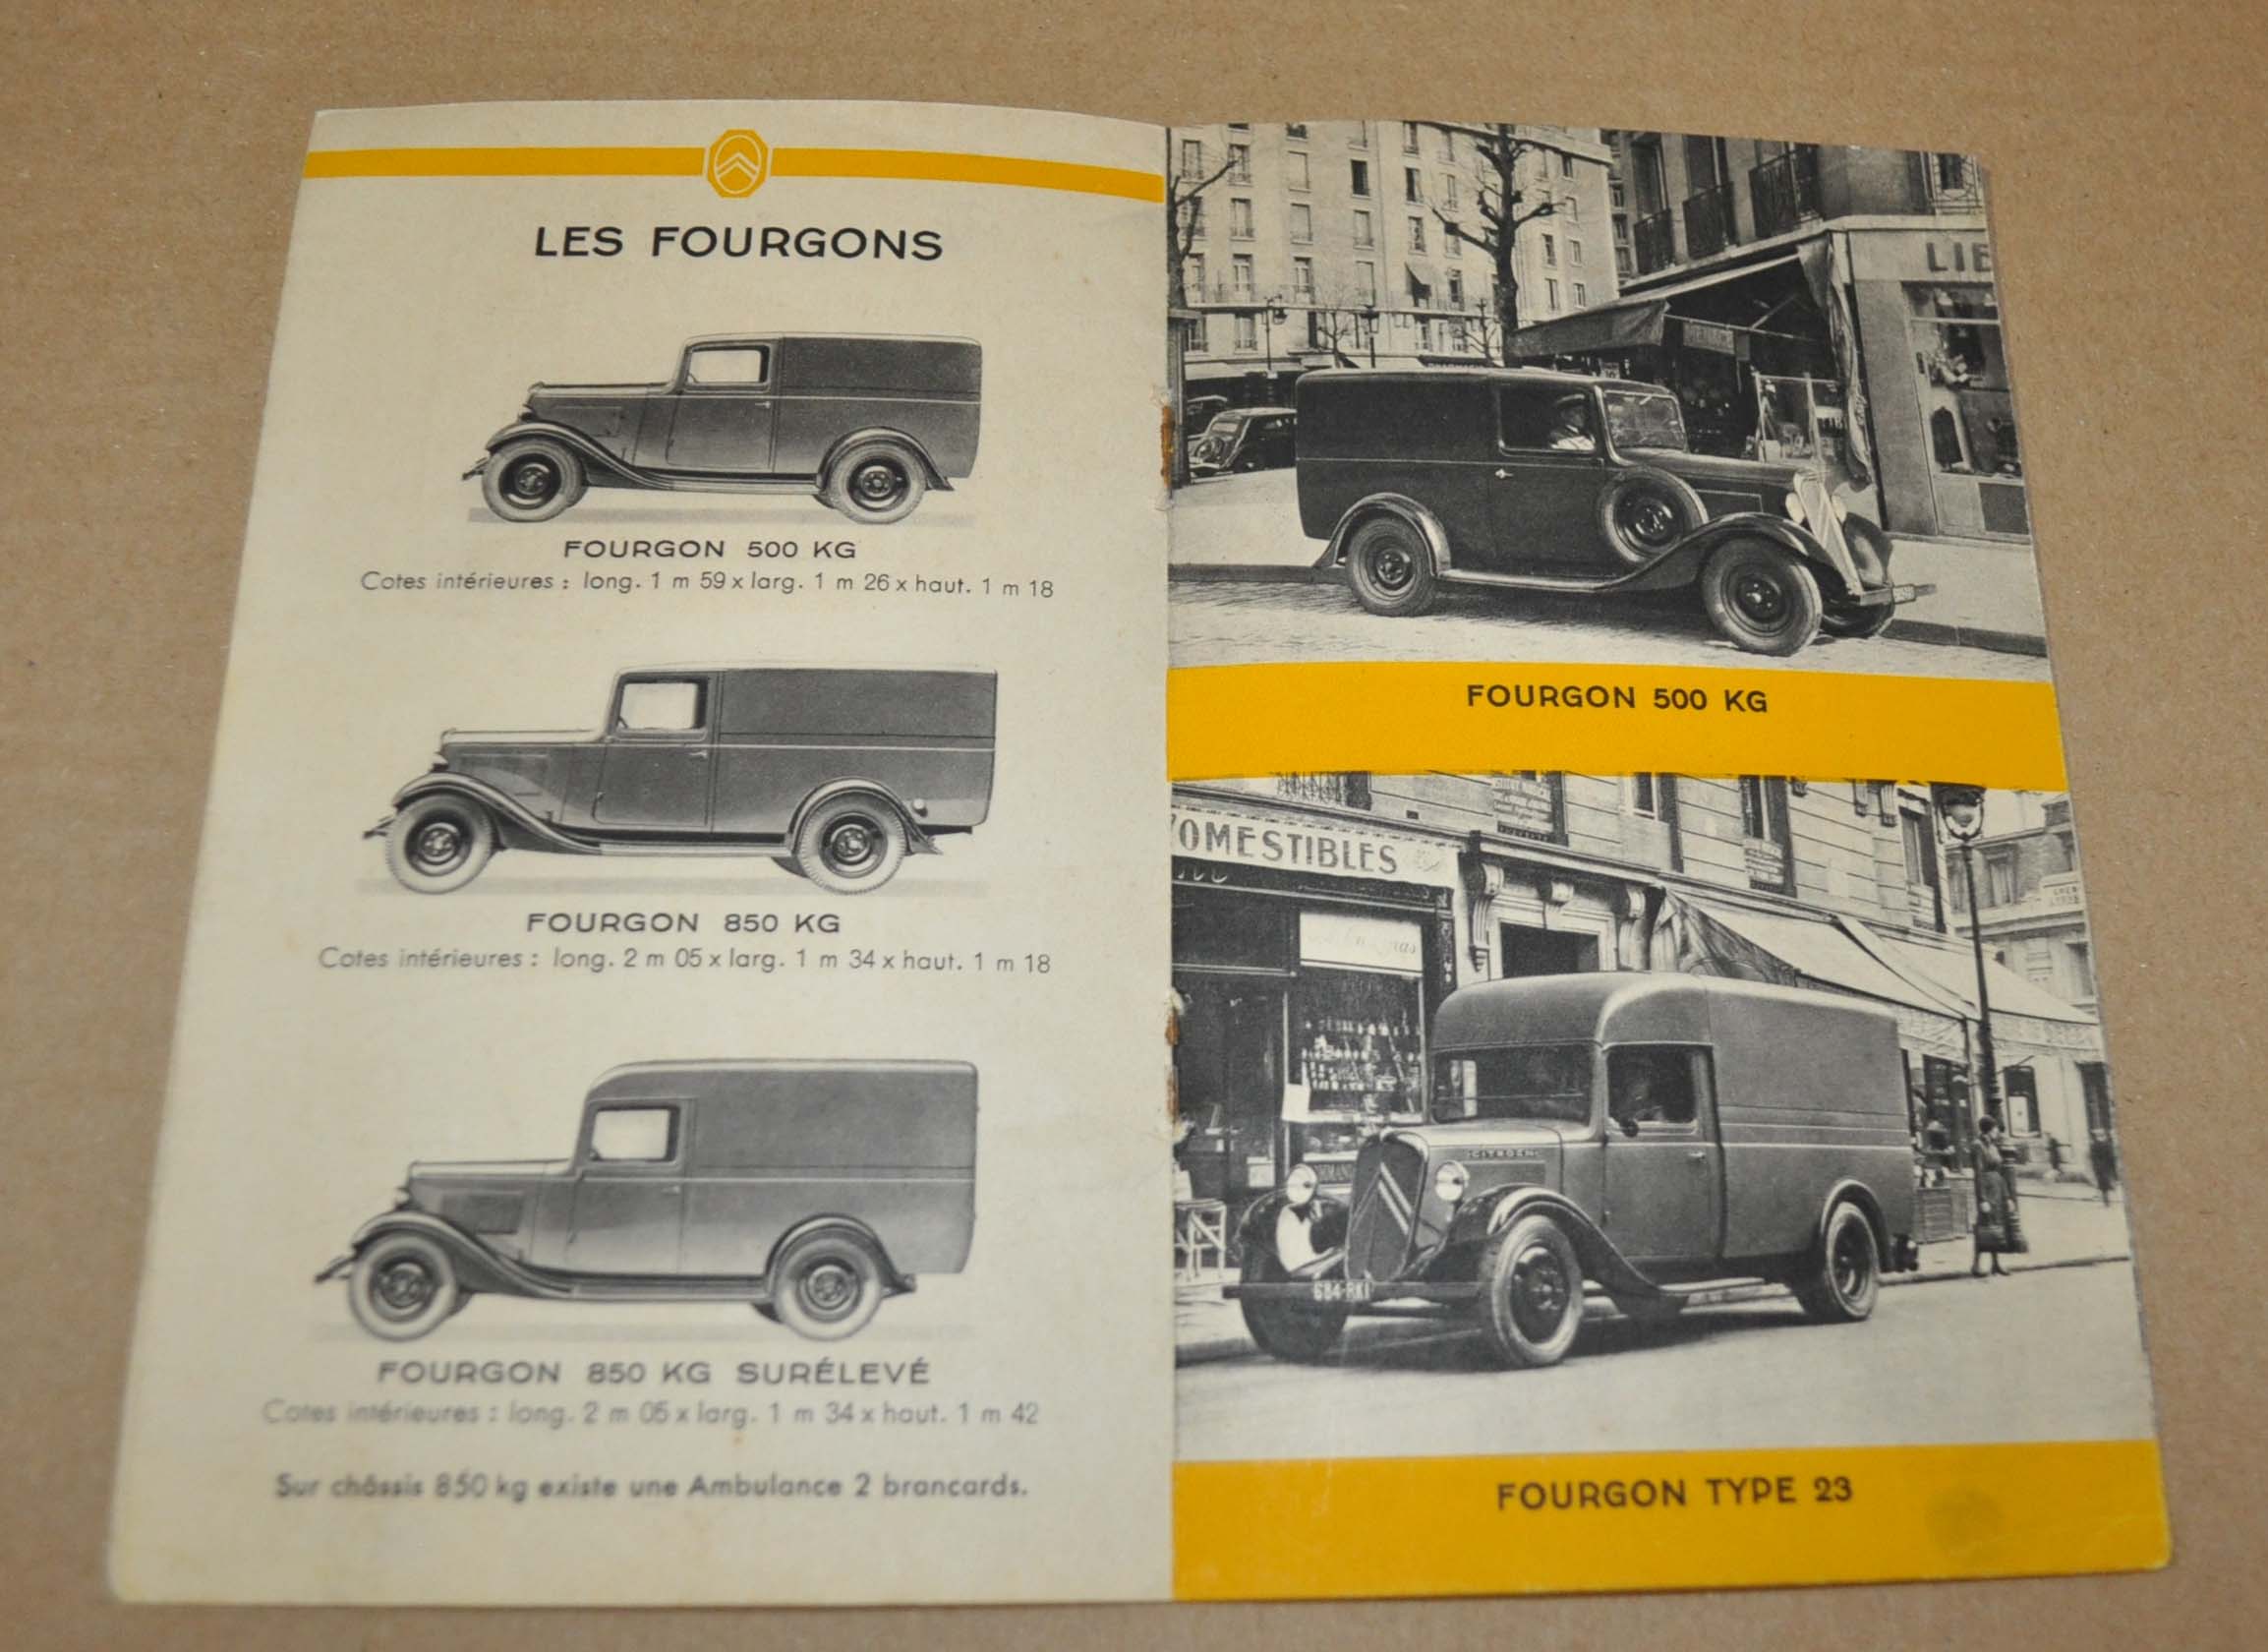 LES FOURGONS
FOURGON 500 KG
Cotes intérieures : long. 1 m 59 x larg. 1 m 26 x haut. 1 m 18
FOURGON 850 KG
Cotes intérieures : long. 2 m 05 x larg. 1 m 34 x haut. 1 m 18
FOURGON 850 KG SURÉLEVÉ
Cotes intérieures : long. 2 m 05 x larg. 1 m 34 x haut. 1 m 42
Sur châssis 850 kg existe une Ambulance 2 brancards.
LIE
FOURGON 500 KG
OMESTIBLES
CITROËN
684-RK1
FOURGON TYPE 23